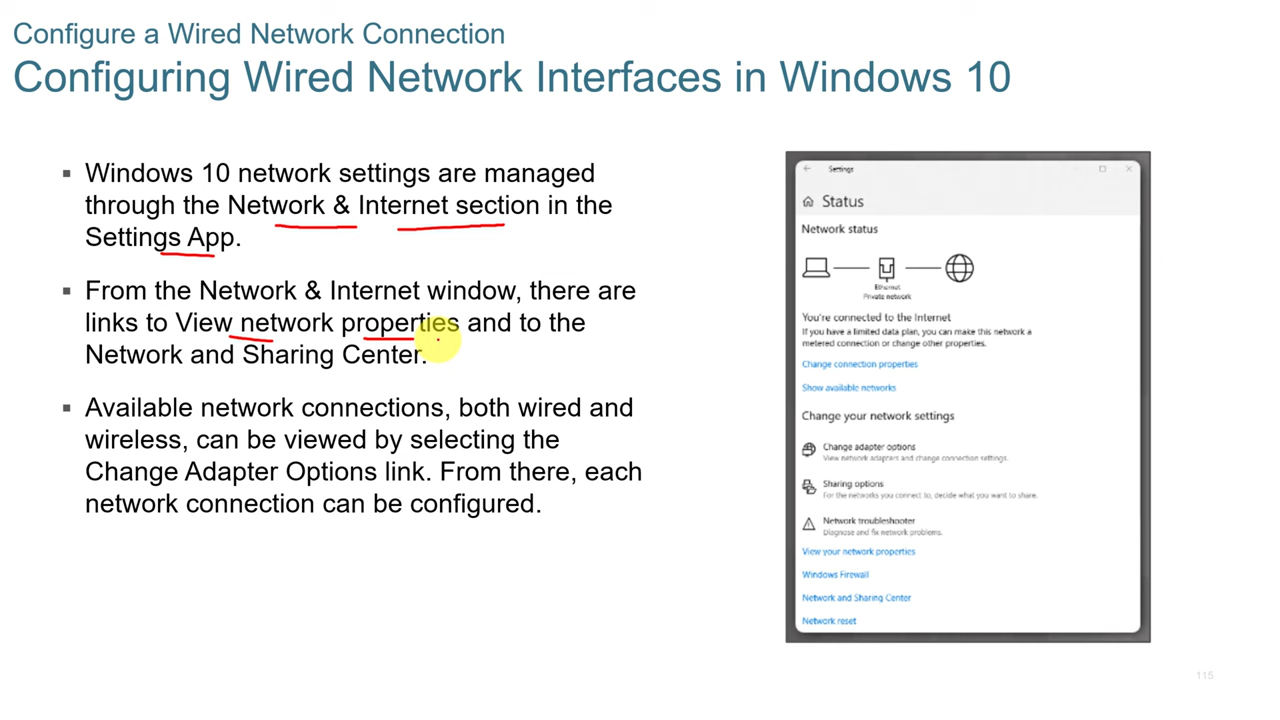 Configure a Wired Network Connection
Configuring Wired Network Interfaces in Windows 10
▪ Windows 10 network settings are managed
through the Network & Internet section in the
Settings App.
▪ From the Network & Internet window, there are
links to View network properties and to the
Network and Sharing Center.
▪ Available network connections, both wired and
wireless, can be viewed by selecting the
Change Adapter Options link. From there, each
network connection can be configured.
Settings
Status
Network status
Ethernet
Private network
You're connected to the Internet
If you have a limited data plan, you can make this network a
metered connection or change other properties.
Change connection properties
Show available networks
Change your network settings
Change adapter options
View network adapters and change connection settings.
Sharing options
For the networks you connect to, decide what you want to share.
Network troubleshooter
Diagnose and fix network problems.
View your network properties
Windows Firewall
Network and Sharing Center
Network reset
115